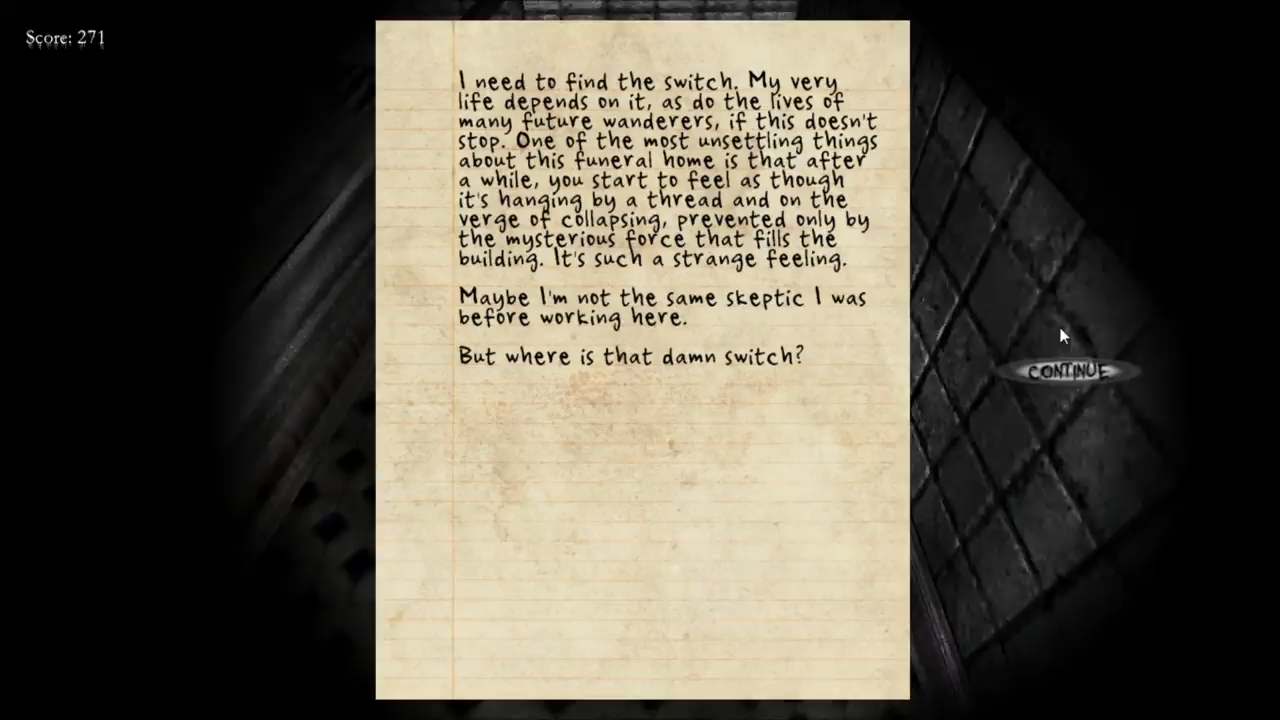 Score: 271
I need to find the switch. My very
life depends on it, as do the lives of
many future wanderers, if this doesn't
stop. One of the most unsettling things
about this funeral home is that after
a while, you start to feel as though
it's hanging by a thread and on the
verge of collapsing, prevented only by
the mysterious force that fills the
building. It's such a strange feeling.
Maybe I'm not the same skeptic I was
before working here.
But where is that damn switch?
CONTINUE